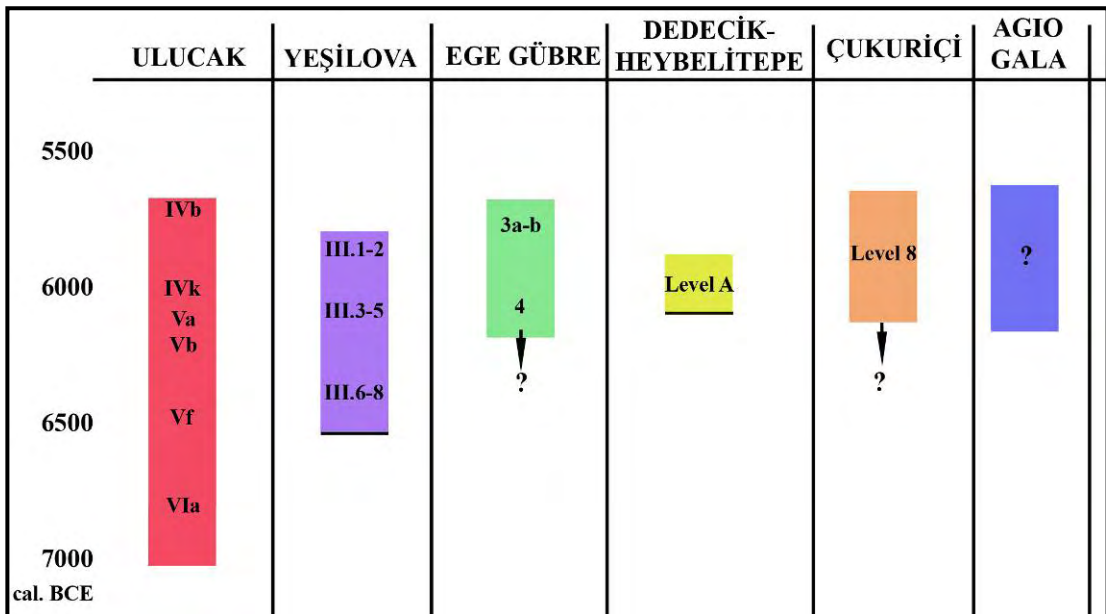 ULUCAK
YEŞİLOVA
EGE GÜBRE
DEDECİK-
HEYBELİTEPE
ÇUKURİÇİ
AGIO
GALA
5500
6000
6500
7000
cal. BCE
IVb
IVk
Va
Vb
Vf
VIa
III.1-2
III.3-5
III.6-8
3a-b
4
?
Level A
Level 8
?
?